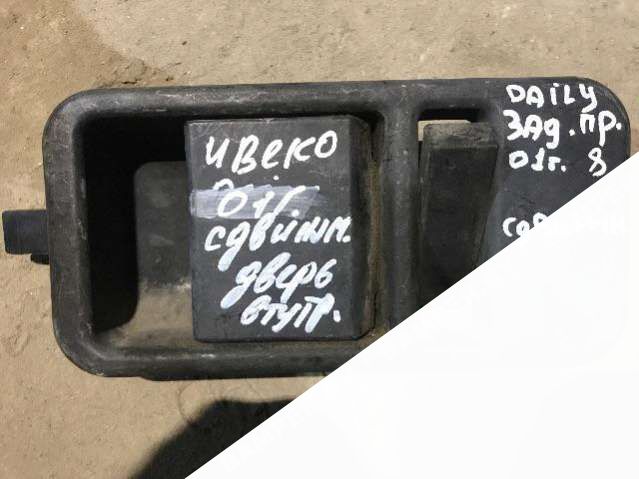 ивеко
01г.
сдвижн.
дверь
внутр.
DAiLy
зад.пр.
01г. 8